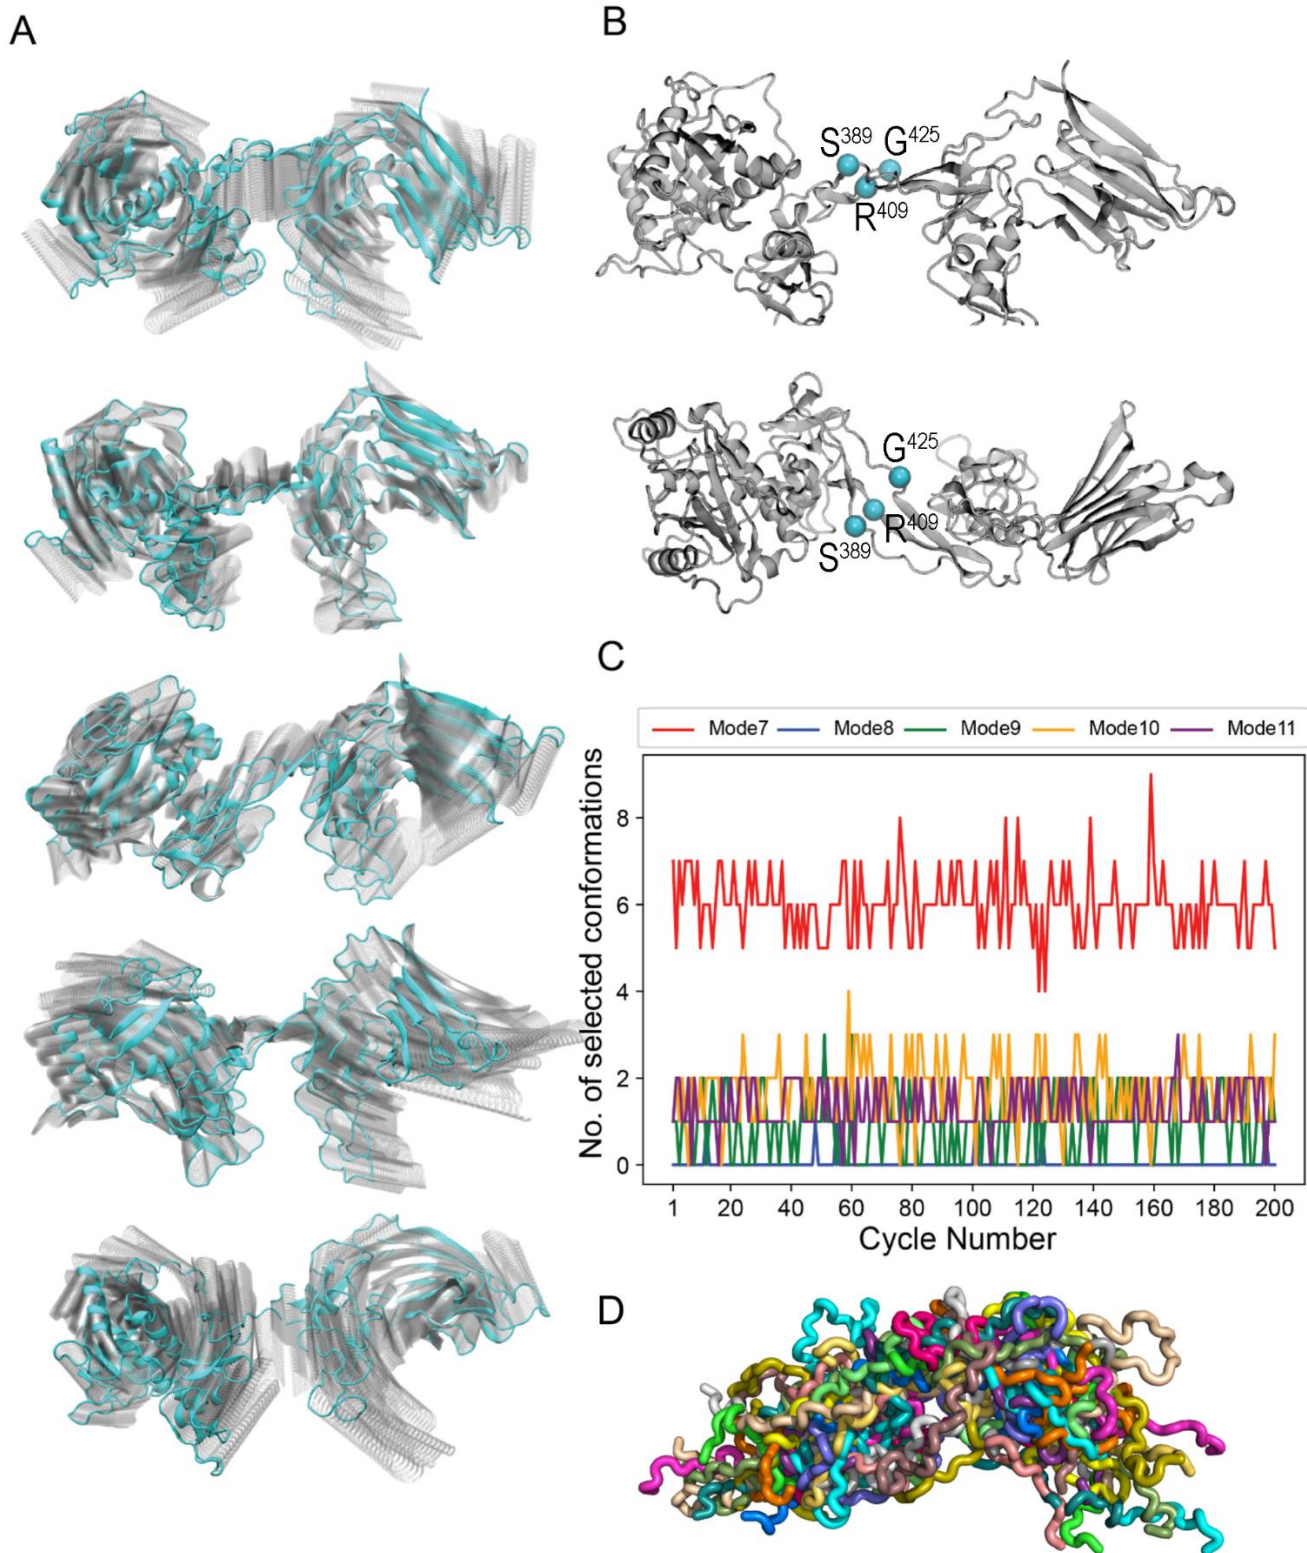 A
B
S389 G425
R409
G425
R409
S389
C
Mode7 Mode8 Mode9 Mode10 Mode11
No. of selected conformations
8
6
4
2
0
1 20 40 60 80 100 120 140 160 180 200
Cycle Number
D